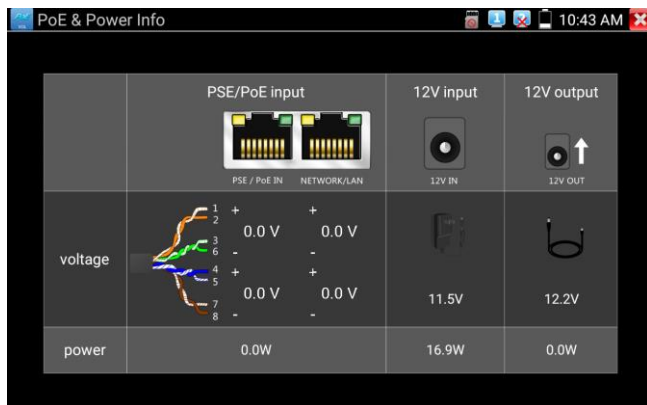 PoE & Power Info
1
10:43 AM
PSE/PoE input
12V input
12V output
PSE / PoE IN
NETWORK/LAN
12V IN
12V OUT
voltage
1 + +
2
0.0 V 0.0 V
3
6 - -
4 + +
5
0.0 V 0.0 V
7
8 - -
11.5V
12.2V
power
0.0W
16.9W
0.0W